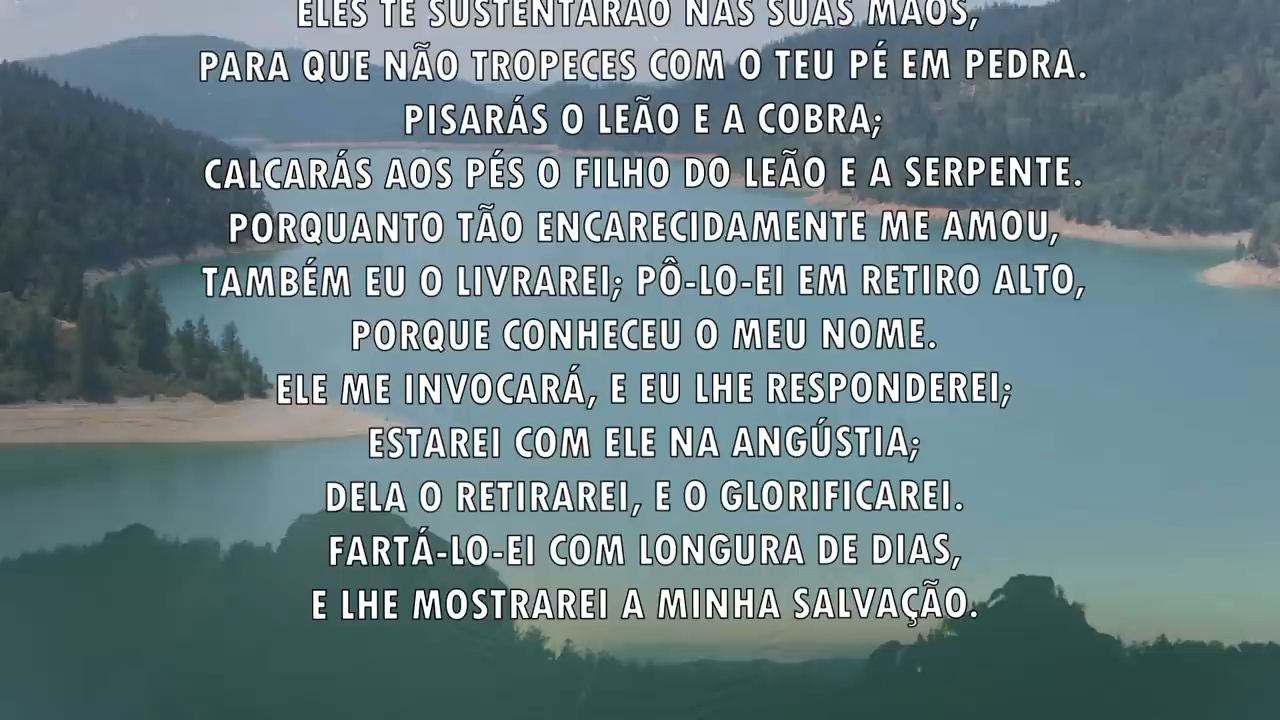 ELES TE SUSTENTARÃO NAS SUAS MÃOS,
PARA QUE NÃO TROPECES COM O TEU PÉ EM PEDRA.
PISARÁS O LEÃO E A COBRA;
CALCARÁS AOS PÉS O FILHO DO LEÃO E A SERPENTE.
PORQUANTO TÃO ENCARECIDAMENTE ME AMOU,
TAMBÉM EU O LIVRAREI; PÔ-LO-EI EM RETIRO ALTO,
PORQUE CONHECEU O MEU NOME.
ELE ME INVOCARÁ, E EU LHE RESPONDEREI;
ESTAREI COM ELE NA ANGÚSTIA;
DELA O RETIRAREI, E O GLORIFICAREI.
FARTÁ-LO-EI COM LONGURA DE DIAS,
E LHE MOSTRAREI A MINHA SALVAÇÃO.